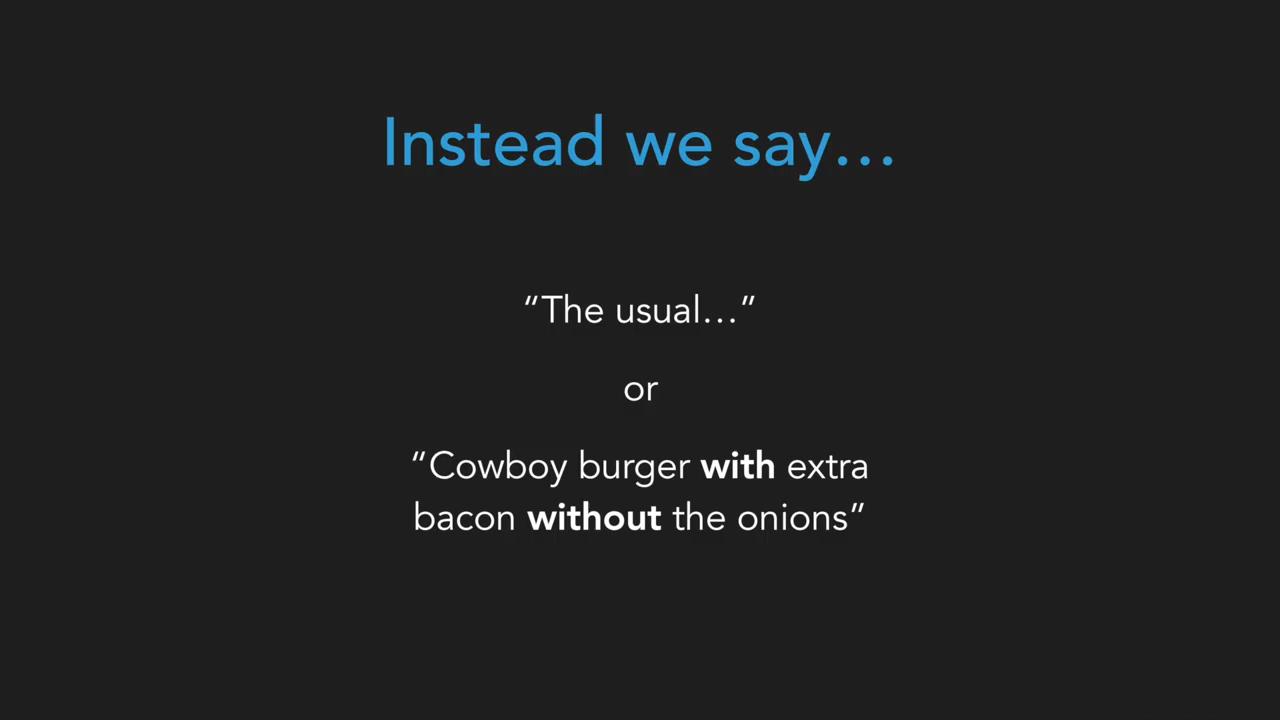 Instead we say…
“The usual…”
or
“Cowboy burger with extra
bacon without the onions”